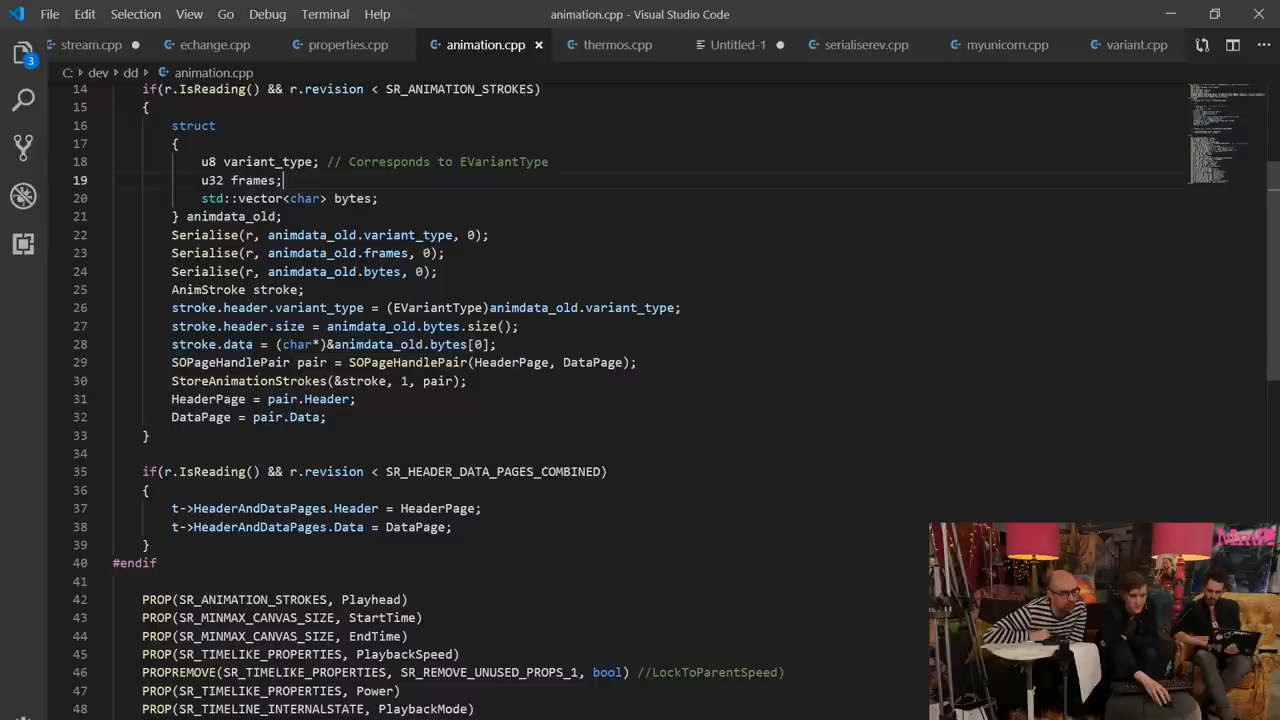 File Edit Selection View Go Debug Terminal Help animation.cpp - Visual Studio Code
stream.cpp echange.cpp properties.cpp animation.cpp thermos.cpp Untitled-1 serialiserev.cpp myunicorn.cpp variant.cpp
3
C: > dev > dd > animation.cpp
14 if(r.IsReading() && r.revision < SR_ANIMATION_STROKES)
15 {
16 struct
17 {
18 u8 variant_type; // Corresponds to EVariantType
19 u32 frames;
20 std::vector<char> bytes;
21 } animdata_old;
22 Serialise(r, animdata_old.variant_type, 0);
23 Serialise(r, animdata_old.frames, 0);
24 Serialise(r, animdata_old.bytes, 0);
25 AnimStroke stroke;
26 stroke.header.variant_type = (EVariantType)animdata_old.variant_type;
27 stroke.header.size = animdata_old.bytes.size();
28 stroke.data = (char*)&animdata_old.bytes[0];
29 SOPageHandlePair pair = SOPageHandlePair(HeaderPage, DataPage);
30 StoreAnimationStrokes(&stroke, 1, pair);
31 HeaderPage = pair.Header;
32 DataPage = pair.Data;
33 }
34
35 if(r.IsReading() && r.revision < SR_HEADER_DATA_PAGES_COMBINED)
36 {
37 t->HeaderAndDataPages.Header = HeaderPage;
38 t->HeaderAndDataPages.Data = DataPage;
39 }
40 #endif
41
42 PROP(SR_ANIMATION_STROKES, Playhead)
43 PROP(SR_MINMAX_CANVAS_SIZE, StartTime)
44 PROP(SR_MINMAX_CANVAS_SIZE, EndTime)
45 PROP(SR_TIMELIKE_PROPERTIES, PlaybackSpeed)
46 PROPREMOVE(SR_TIMELIKE_PROPERTIES, SR_REMOVE_UNUSED_PROPS_1, bool) //LockToParentSpeed)
47 PROP(SR_TIMELIKE_PROPERTIES, Power)
48 PROP(SR_TIMELINE_INTERNALSTATE, PlaybackMode)